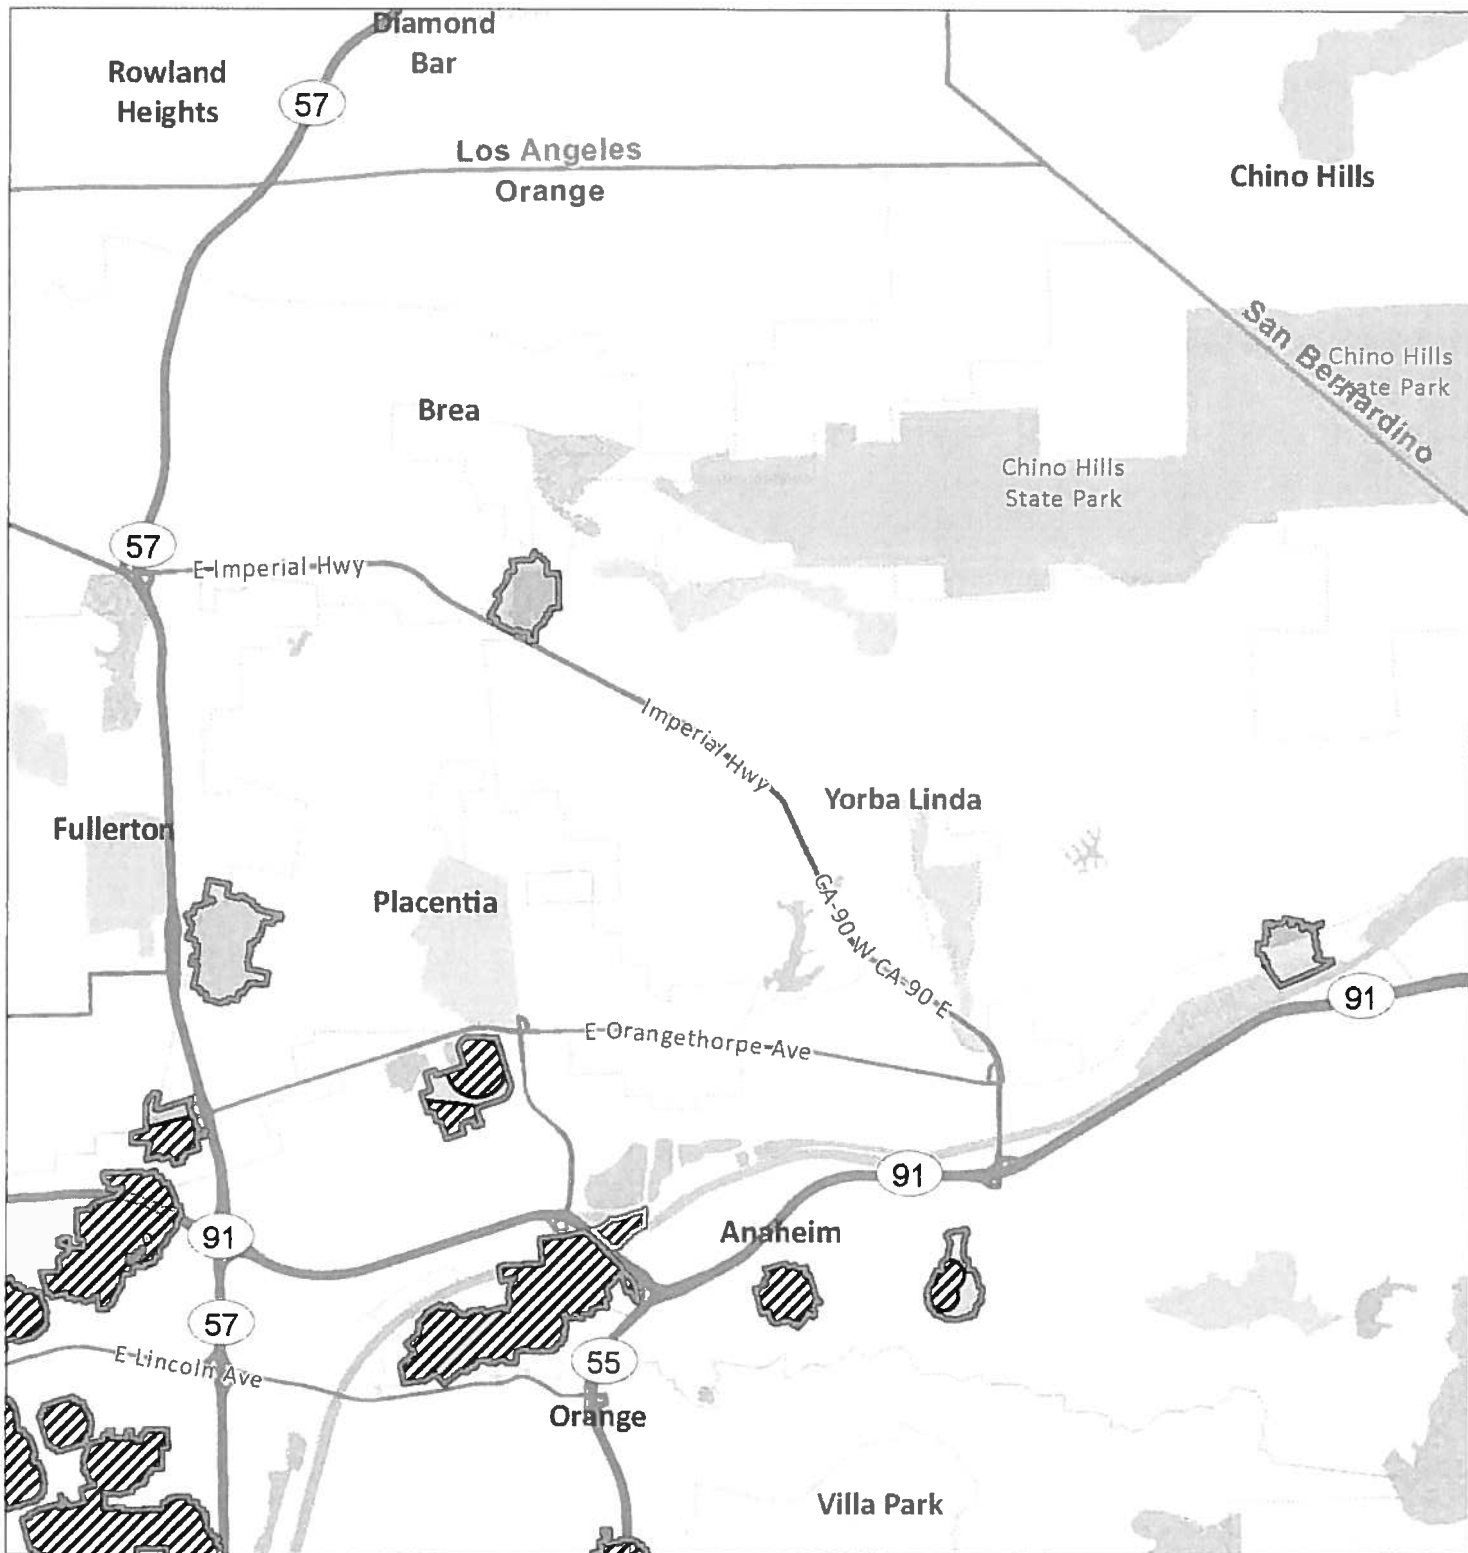 Diamond
Bar
Rowland
Heights
57
Los Angeles
Orange
Chino Hills
San Bernardino
Chino Hills
State Park
Brea
Chino Hills
State Park
57
E-Imperial-Hwy
Imperial-Hwy
Yorba Linda
Fullerton
Placentia
CA-90-W-CA-90-E
91
E-Orangethorpe-Ave
91
Anaheim
91
57
E-Lincoln Ave
55
Orange
Villa Park